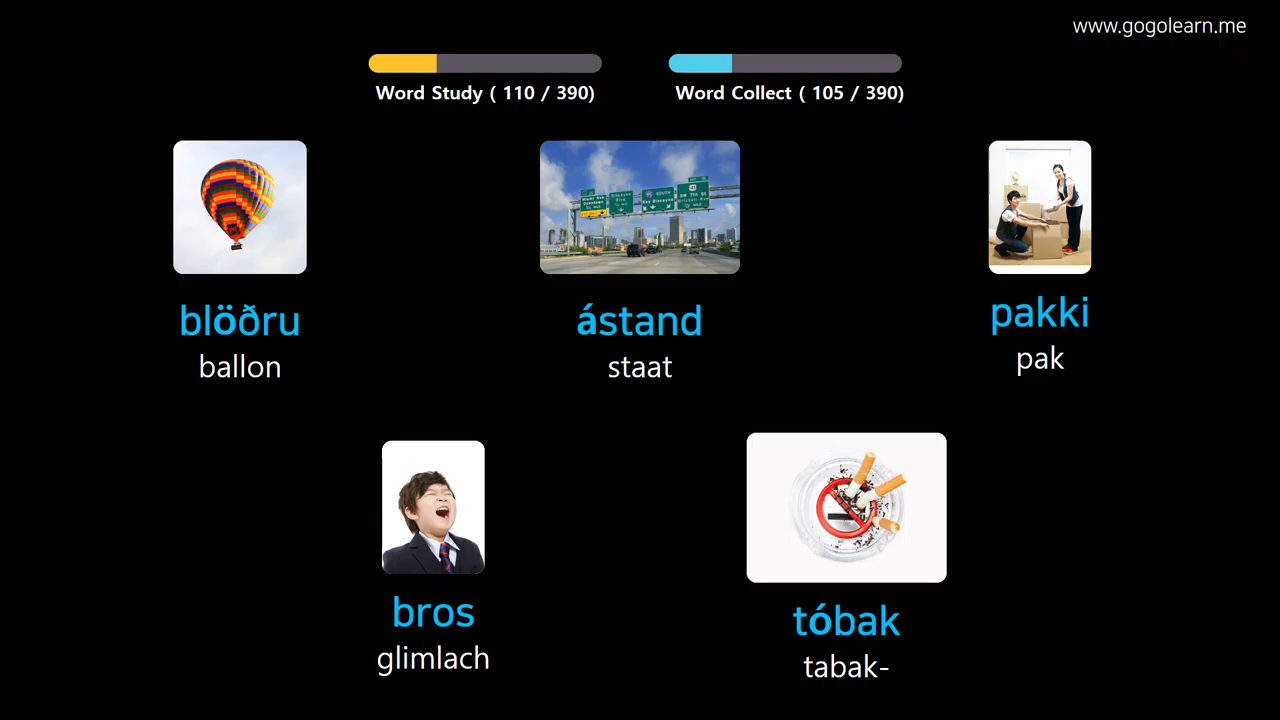 www.gogolearn.me
Word Study ( 110 / 390)
Word Collect ( 105 / 390)
blöðru
ballon
ástand
staat
pakki
pak
bros
glimlach
tóbak
tabak-